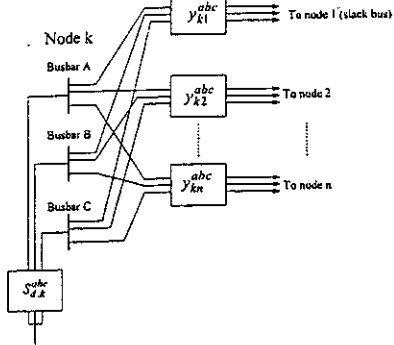 y_{k1}^{abc}
To node 1 (slack bus)
Node k
Busbar A
y_{k2}^{abc}
To node 2
Busbar B
y_{kn}^{abc}
To node n
Busbar C
S_{d,k}^{abc}